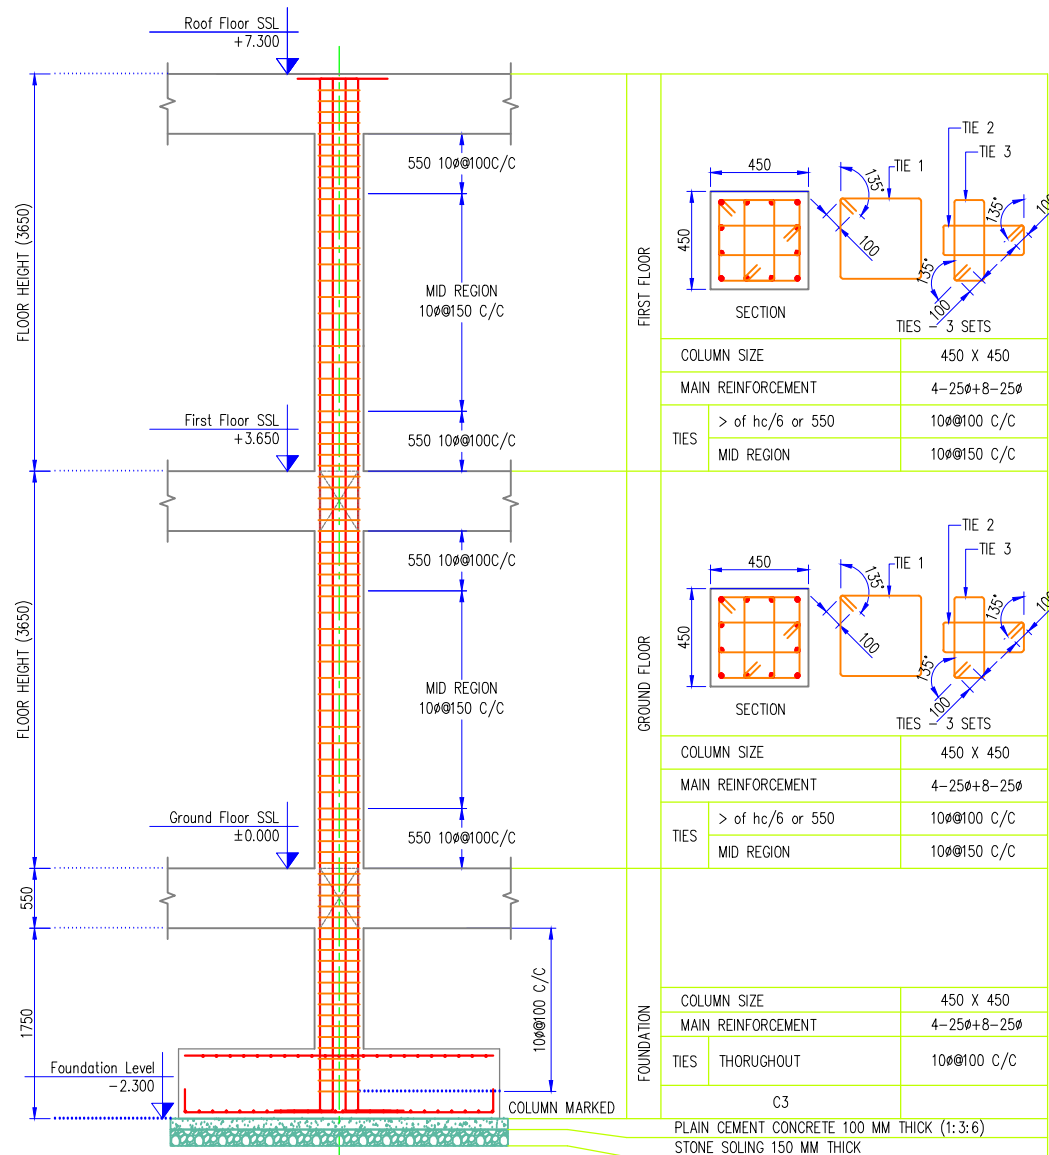 Roof Floor SSL
+7.300
550 10ø@100C/C
MID REGION
10ø@150 C/C
FLOOR HEIGHT (3650)
First Floor SSL
+3.650
550 10ø@100C/C
550 10ø@100C/C
MID REGION
10ø@150 C/C
FLOOR HEIGHT (3650)
Ground Floor SSL
±0.000
550 10ø@100C/C
550
1750
10ø@100 C/C
Foundation Level
-2.300
COLUMN MARKED
FIRST FLOOR
450
450
SECTION
TIE 1
135°
100
TIE 2
TIE 3
135°
100
135°
100
TIES - 3 SETS
COLUMN SIZE 450 X 450
MAIN REINFORCEMENT 4-25ø+8-25ø
TIES
> of hc/6 or 550 10ø@100 C/C
MID REGION 10ø@150 C/C
GROUND FLOOR
450
450
SECTION
TIE 1
135°
100
TIE 2
TIE 3
135°
100
135°
100
TIES - 3 SETS
COLUMN SIZE 450 X 450
MAIN REINFORCEMENT 4-25ø+8-25ø
TIES
> of hc/6 or 550 10ø@100 C/C
MID REGION 10ø@150 C/C
FOUNDATION
COLUMN SIZE 450 X 450
MAIN REINFORCEMENT 4-25ø+8-25ø
TIES THORUGHOUT 10ø@100 C/C
C3
PLAIN CEMENT CONCRETE 100 MM THICK (1:3:6)
STONE SOLING 150 MM THICK